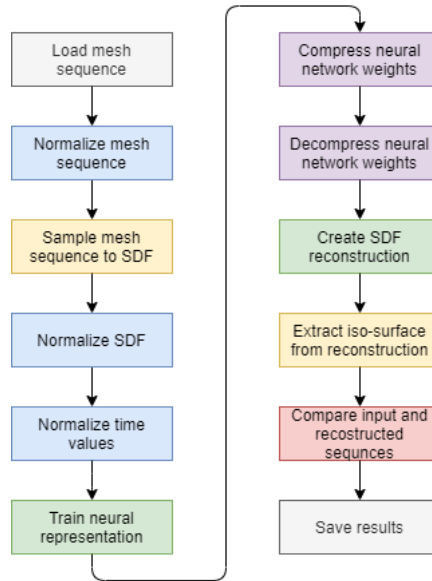 Load mesh
sequence
Normalize mesh
sequence
Sample mesh
sequence to SDF
Normalize SDF
Normalize time
values
Train neural
representation
Compress neural
network weights
Decompress neural
network weights
Create SDF
reconstruction
Extract iso-surface
from reconstruction
Compare input and
recostructed
sequnces
Save results